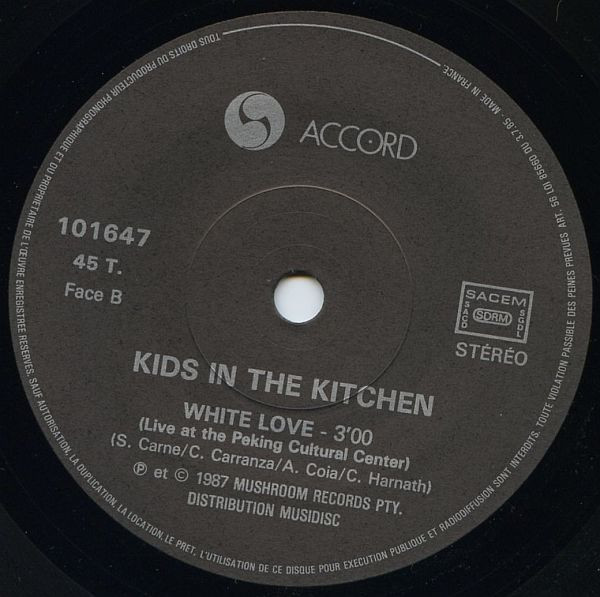 ACCORD
101647
45 T.
Face B
SACEM
SACD
SDRM
SGDL
STÉRÉO
KIDS IN THE KITCHEN
WHITE LOVE - 3'00
(Live at the Peking Cultural Center)
(S. Carne/C. Carranza/A. Coia/C. Harnath)
℗ et © 1987 MUSHROOM RECORDS PTY.
DISTRIBUTION MUSIDISC
TOUS DROITS DU PRODUCTEUR PHONOGRAPHIQUE ET DU PROPRIETAIRE DE L'ŒUVRE ENREGISTREE RESERVES. SAUF AUTORISATION, LA DUPLICATION, LA LOCATION, LE PRET, L'UTILISATION DE CE DISQUE POUR EXECUTION PUBLIQUE ET RADIODIFFUSION SONT INTERDITS. TOUTE VIOLATION PASSIBLE DES PEINES PREVUES ART. 56 LOI 85660 DU 3.7.85 - MADE IN FRANCE.